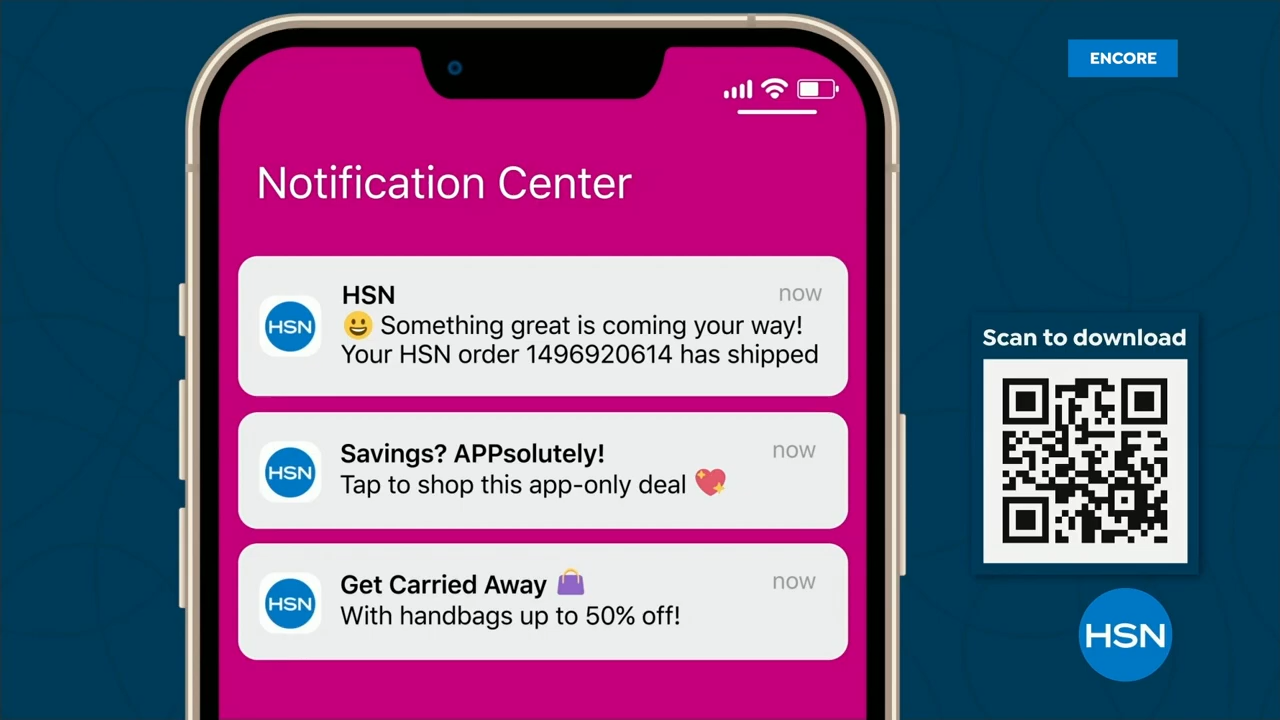 ENCORE
Notification Center
HSN
HSN
now
😀 Something great is coming your way!
Your HSN order 1496920614 has shipped
HSN
Savings? APPsolutely!
now
Tap to shop this app-only deal 💖
HSN
Get Carried Away 👜
now
With handbags up to 50% off!
Scan to download
HSN